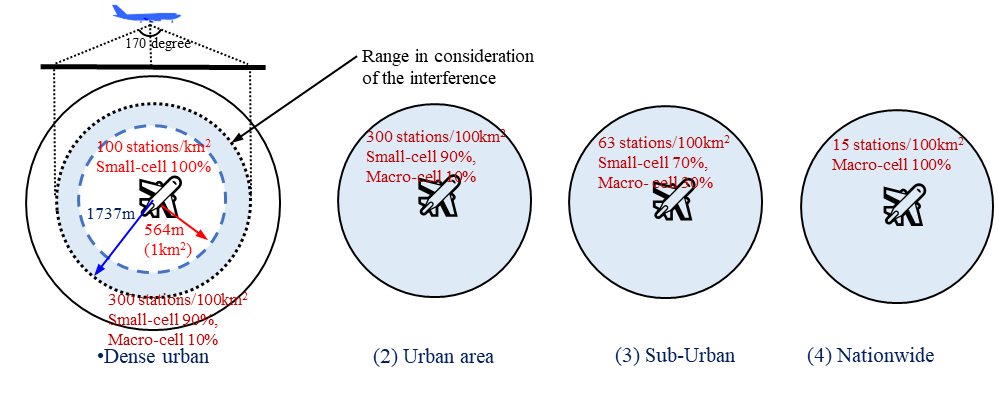 170 degree
Range in consideration
of the interference
100 stations/km²
Small-cell 100%
1737m
564m
(1km²)
300 stations/100km²
Small-cell 90%,
Macro-cell 10%
•Dense urban
300 stations/100km²
Small-cell 90%,
Macro-cell 10%
(2) Urban area
63 stations/100km²
Small-cell 70%,
Macro- cell 30%
(3) Sub-Urban
15 stations/100km²
Macro-cell 100%
(4) Nationwide